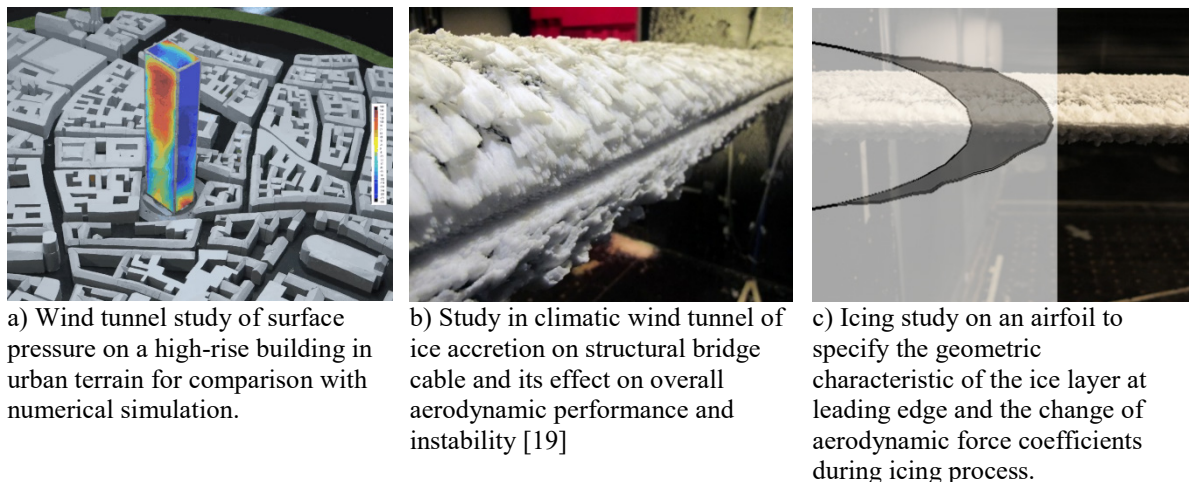 a) Wind tunnel study of surface
pressure on a high-rise building in
urban terrain for comparison with
numerical simulation.
b) Study in climatic wind tunnel of
ice accretion on structural bridge
cable and its effect on overall
aerodynamic performance and
instability [19]
c) Icing study on an airfoil to
specify the geometric
characteristic of the ice layer at
leading edge and the change of
aerodynamic force coefficients
during icing process.